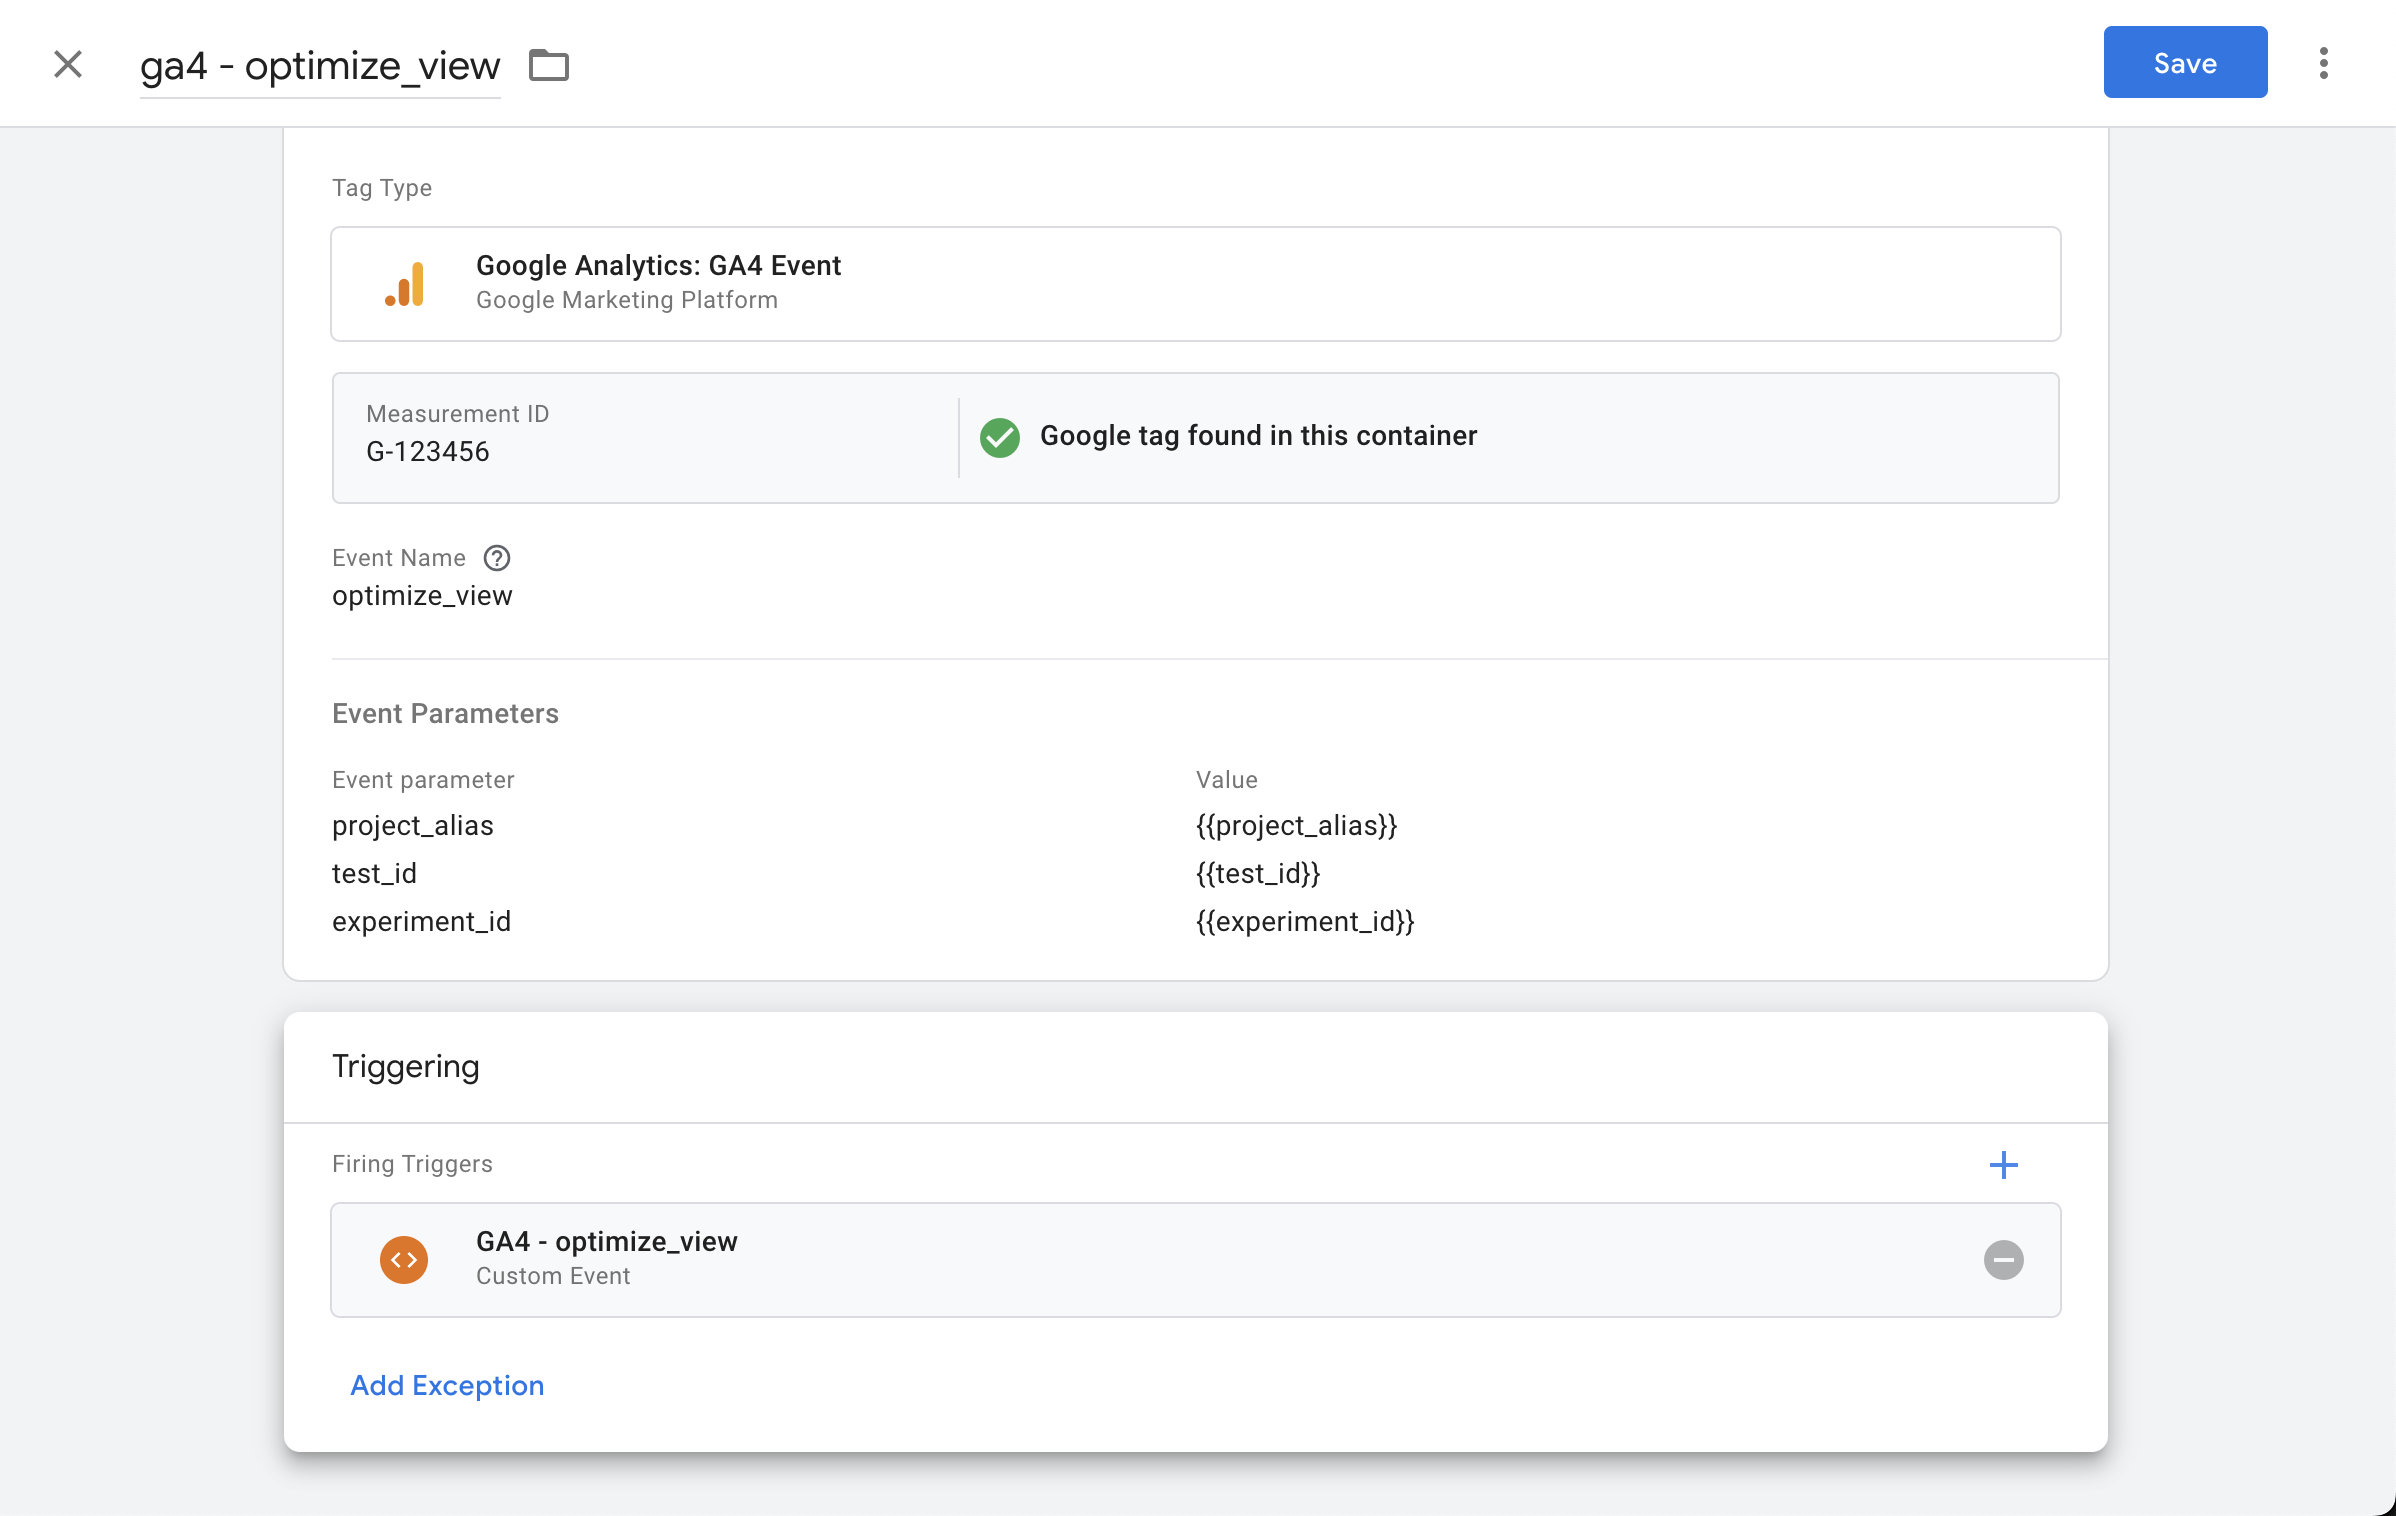 ga4 - optimize_view
Save
Tag Type
Google Analytics: GA4 Event
Google Marketing Platform
Measurement ID
G-123456
Google tag found in this container
Event Name
optimize_view
Event Parameters
Event parameter Value
project_alias {{project_alias}}
test_id {{test_id}}
experiment_id {{experiment_id}}
Triggering
Firing Triggers
GA4 - optimize_view
Custom Event
Add Exception